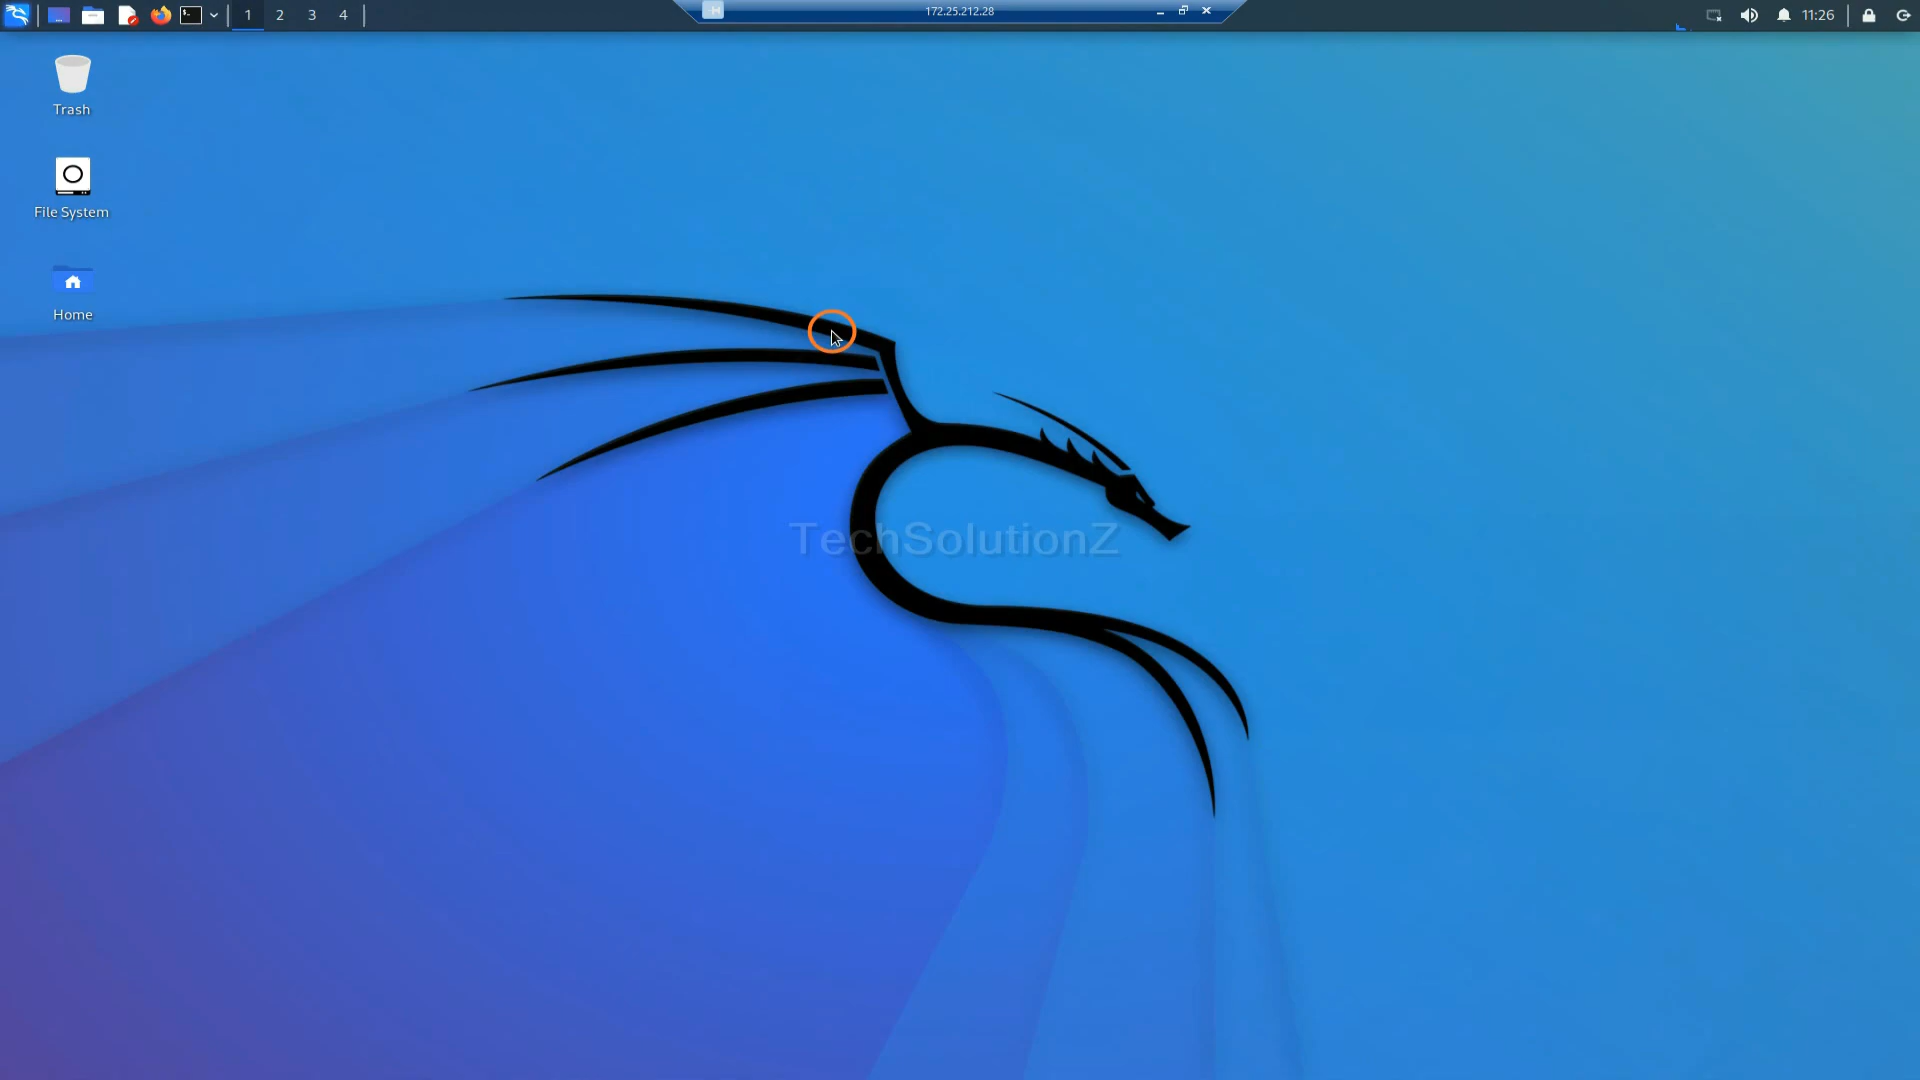 1 2 3 4
172.25.212.28
11:26
Trash
File System
Home
TechSolutionZ